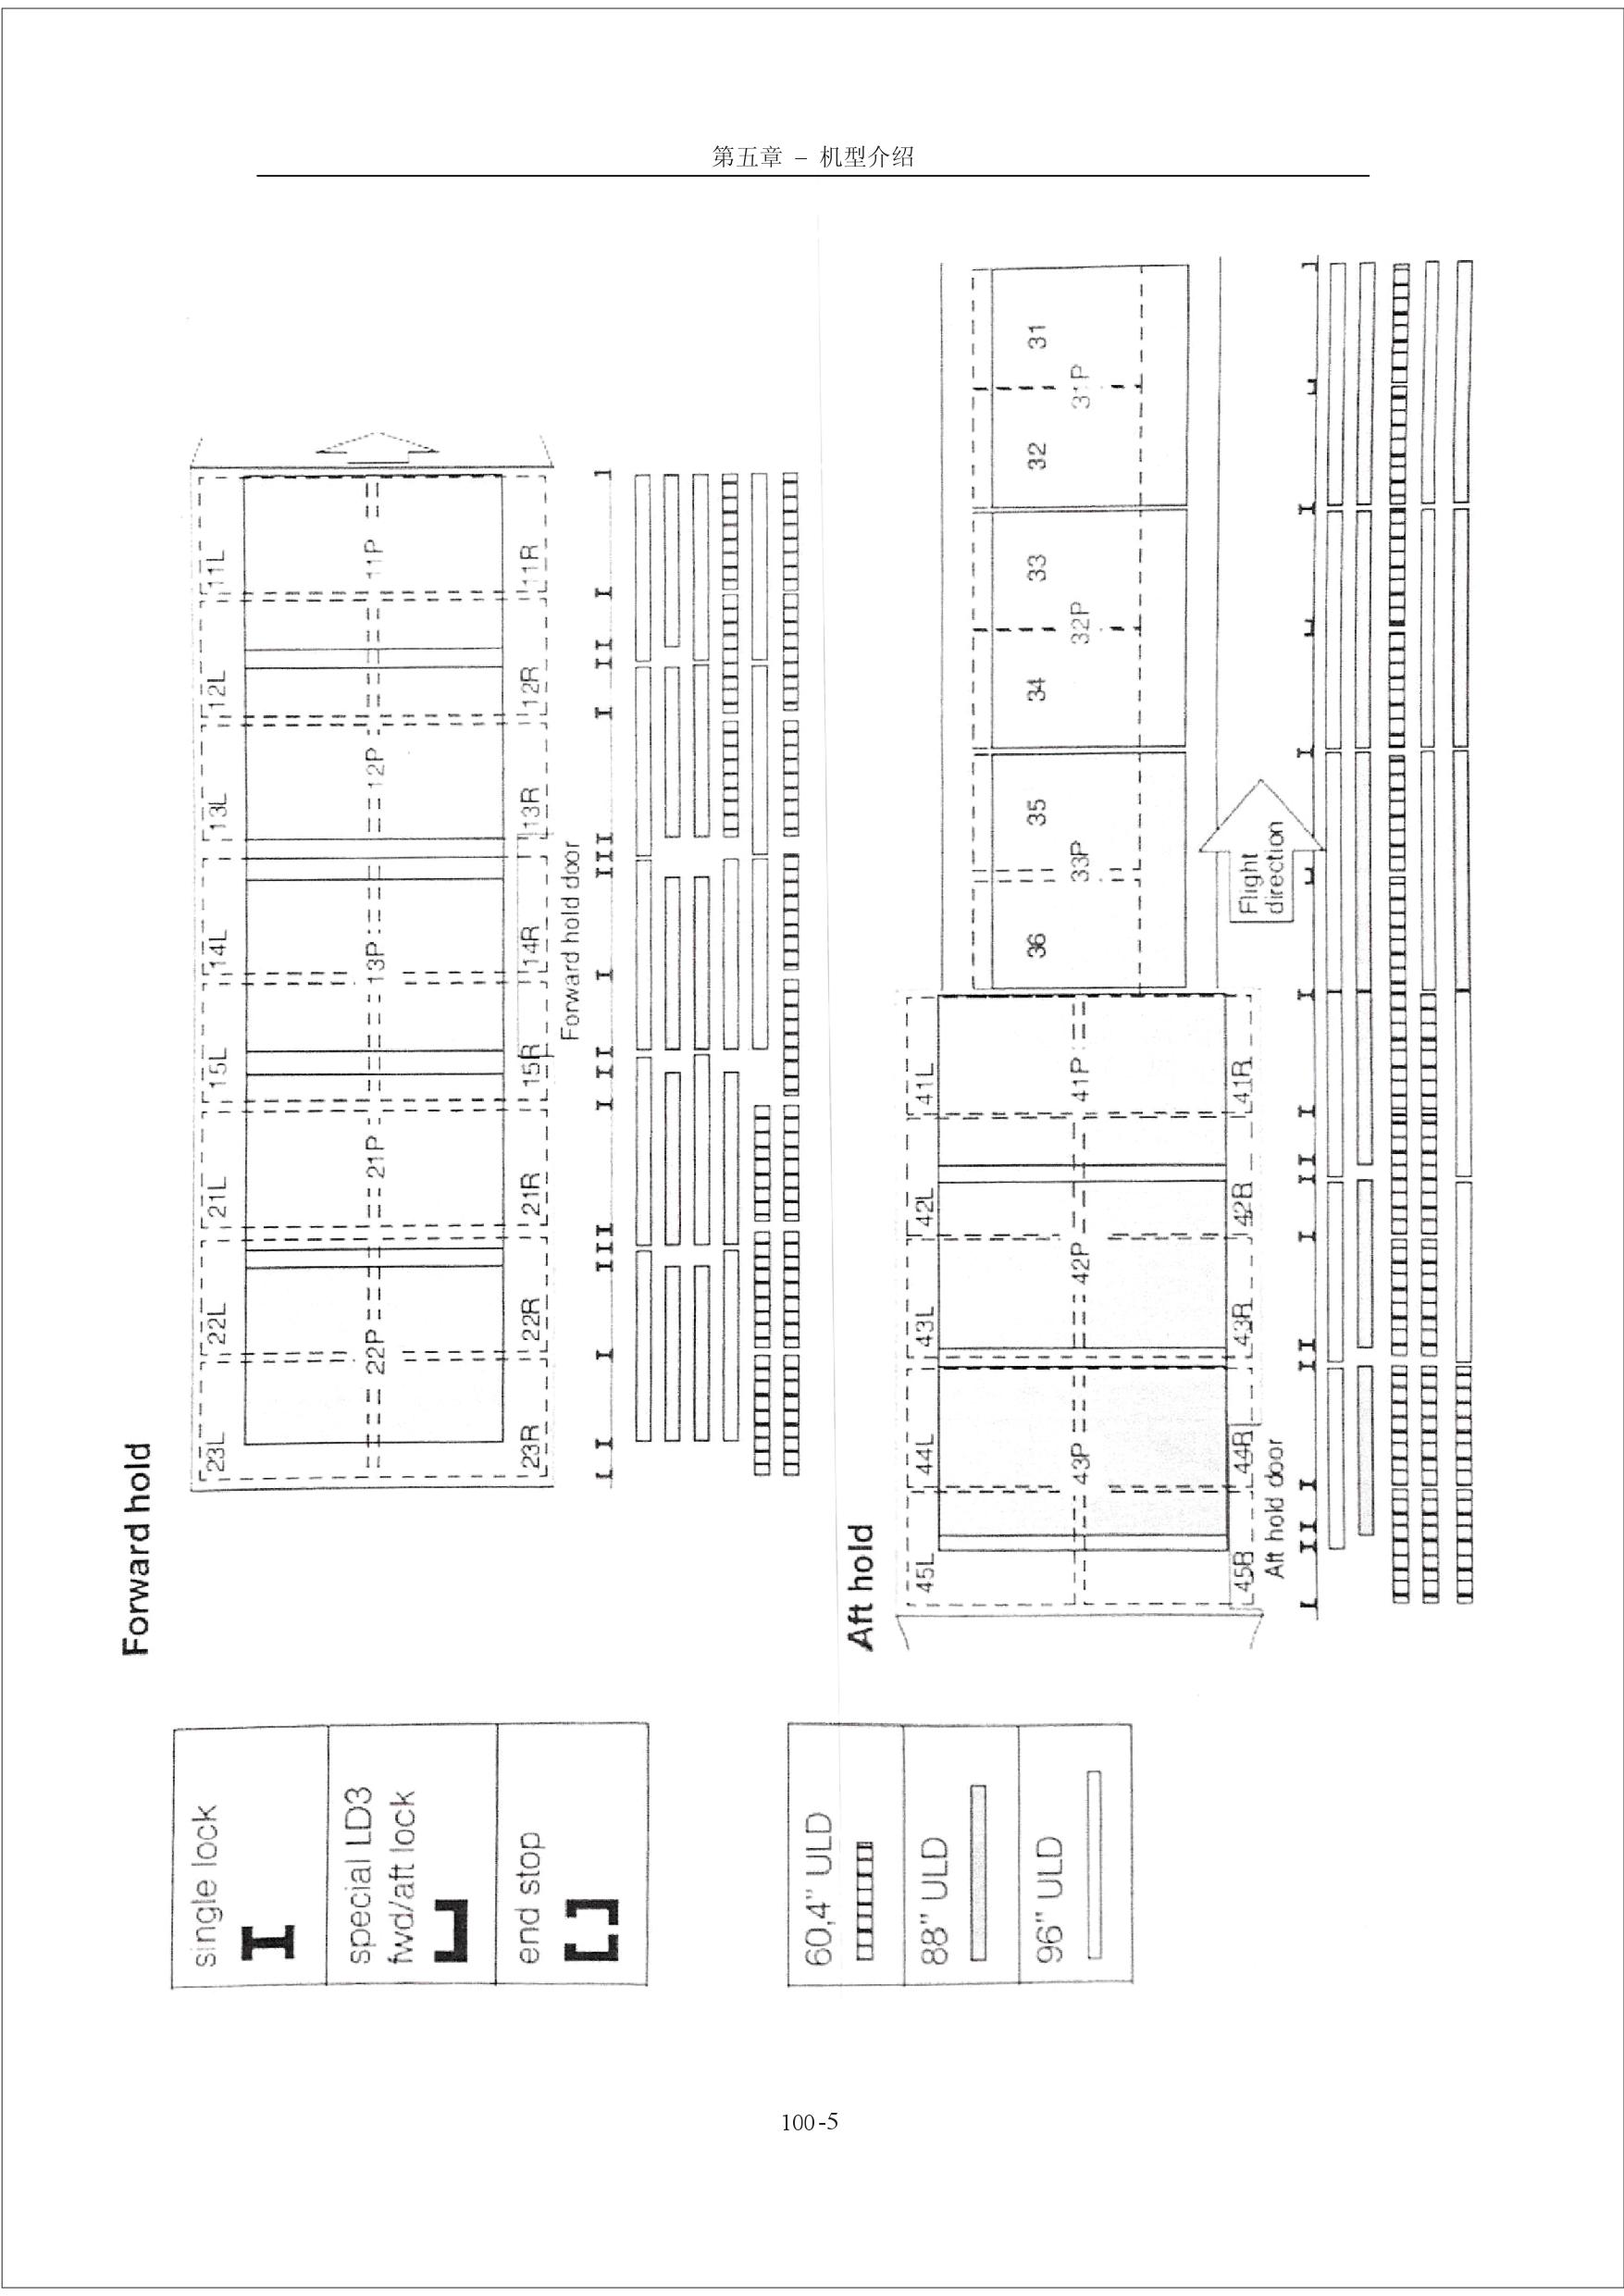 第五章 – 机型介绍
Forward hold
23L 22L 21L 15L 14L 13L 12L 11L
22P 21P 13P 12P 11P
23R 22R 21R 15R 14R 13R 12R 11R
Forward hold door
single lock
special LD3
fwd/aft lock
end stop
Aft hold
45L 44L 43L 42L 41L
43P 42P 41P
45R 44R 43R 42R 41R
Aft hold door
36 35 34 33 32 31
33P 32P 31P
Flight
direction
60,4" ULD
88" ULD
96" ULD
100-5